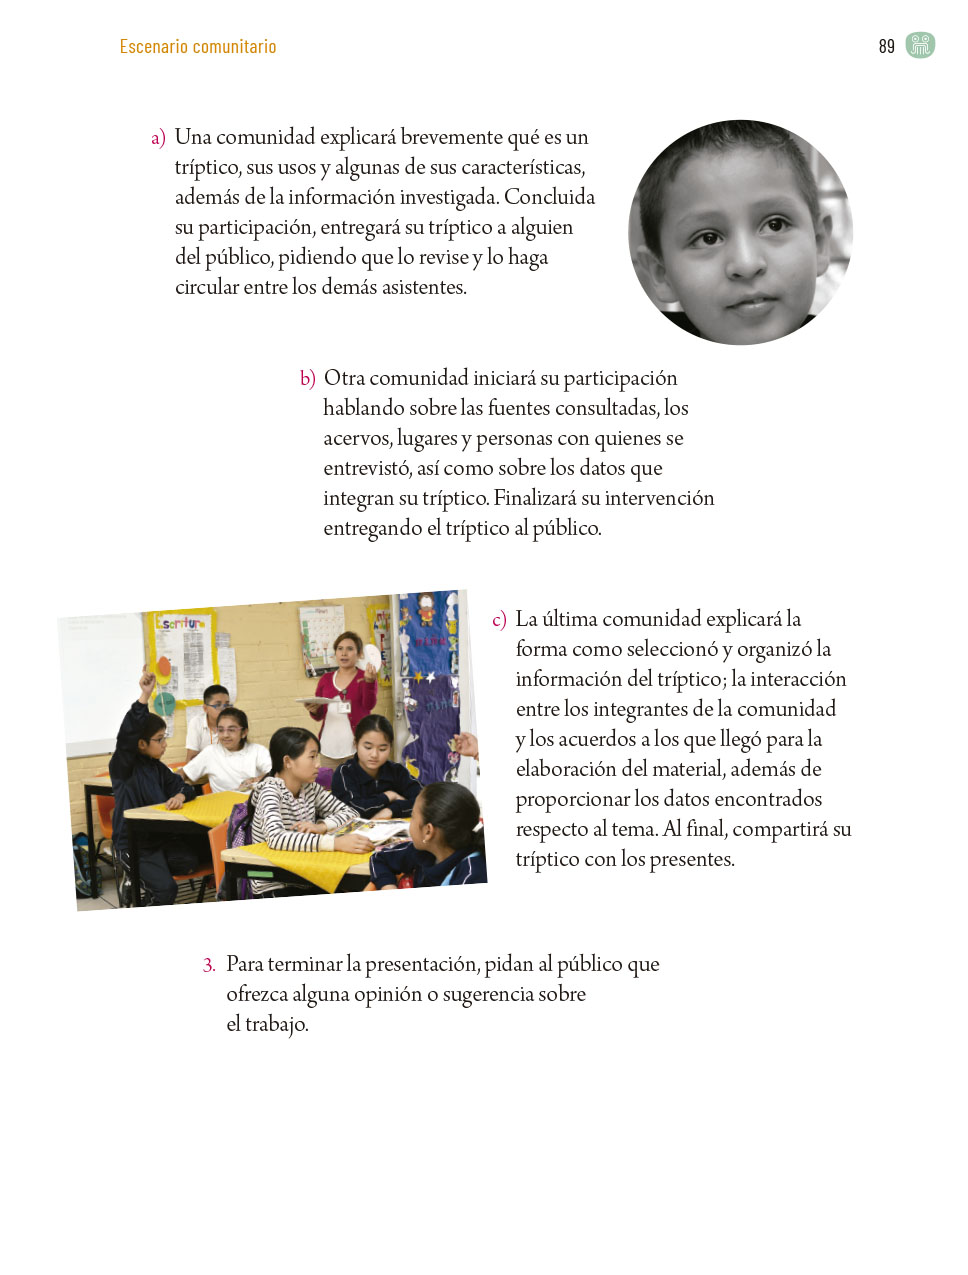 Escenario comunitario
89
a) Una comunidad explicará brevemente qué es un
tríptico, sus usos y algunas de sus características,
además de la información investigada. Concluida
su participación, entregará su tríptico a alguien
del público, pidiendo que lo revise y lo haga
circular entre los demás asistentes.
b) Otra comunidad iniciará su participación
hablando sobre las fuentes consultadas, los
acervos, lugares y personas con quienes se
entrevistó, así como sobre los datos que
integran su tríptico. Finalizará su intervención
entregando el tríptico al público.
Escritura
c) La última comunidad explicará la
forma como seleccionó y organizó la
información del tríptico; la interacción
entre los integrantes de la comunidad
y los acuerdos a los que llegó para la
elaboración del material, además de
proporcionar los datos encontrados
respecto al tema. Al final, compartirá su
tríptico con los presentes.
3. Para terminar la presentación, pidan al público que
ofrezca alguna opinión o sugerencia sobre
el trabajo.